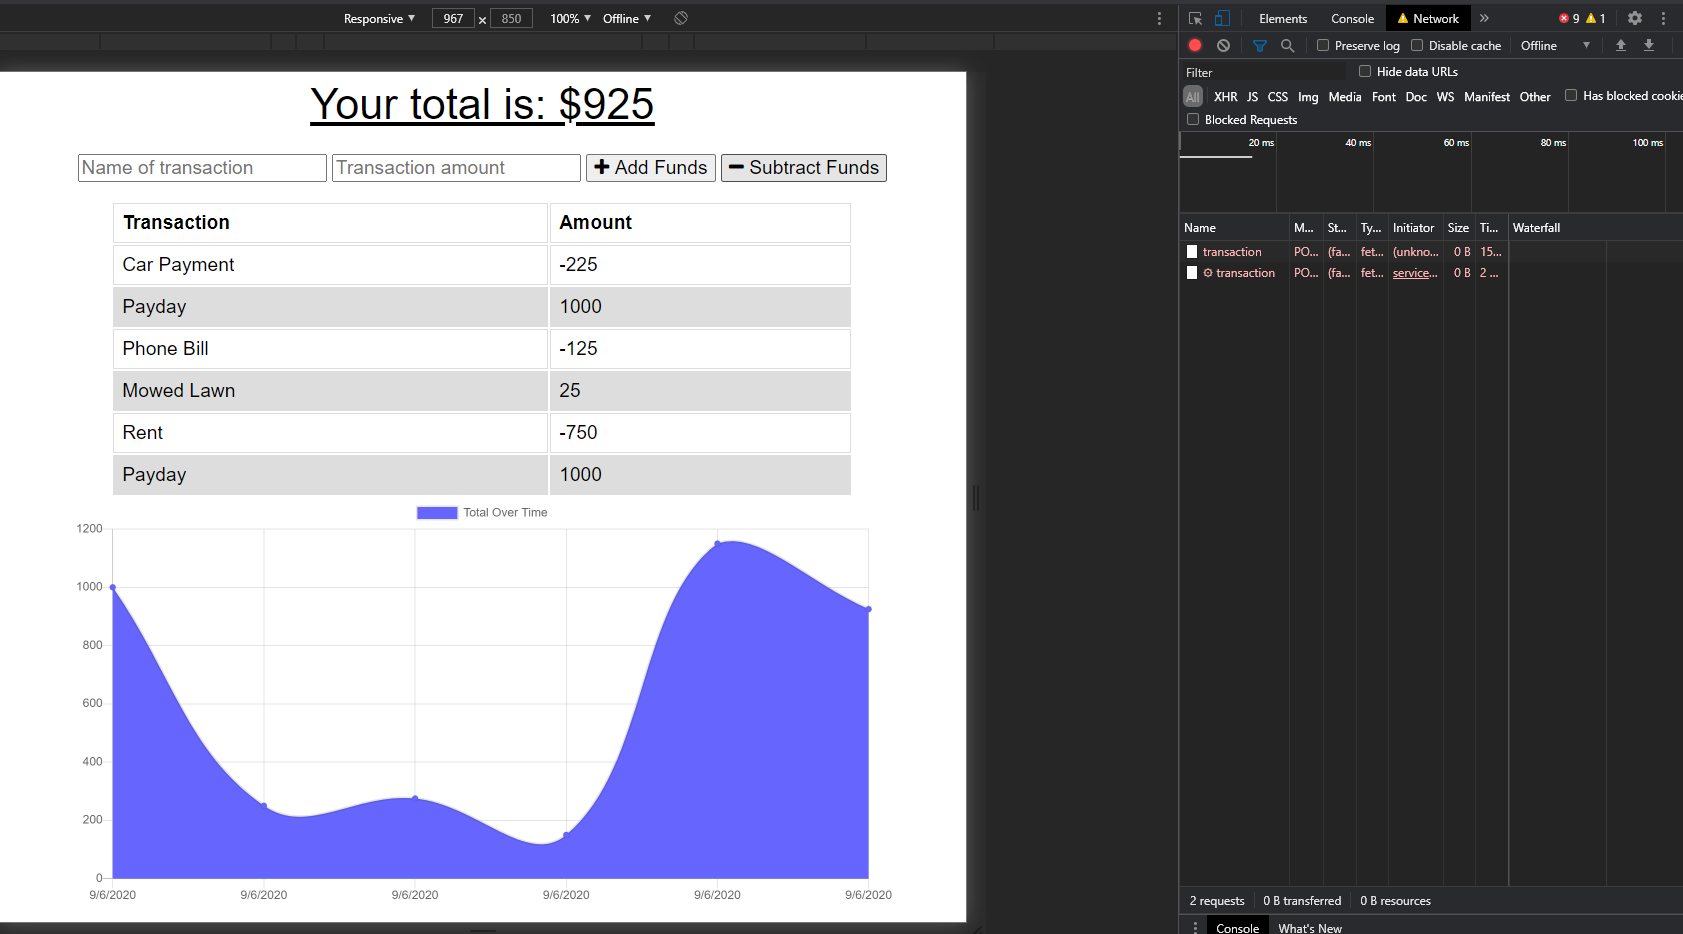 Responsive ▼ 967 x 850 100% ▼ Offline ▼
Your total is: $925
Name of transaction Transaction amount + Add Funds − Subtract Funds
Transaction Amount
Car Payment -225
Payday 1000
Phone Bill -125
Mowed Lawn 25
Rent -750
Payday 1000
Total Over Time
1200
1000
800
600
400
200
0
9/6/2020 9/6/2020 9/6/2020 9/6/2020 9/6/2020 9/6/2020
Elements Console Network » 9 1
Preserve log Disable cache Offline ▼
Filter Hide data URLs
All XHR JS CSS Img Media Font Doc WS Manifest Other Has blocked cookie
Blocked Requests
20 ms 40 ms 60 ms 80 ms 100 ms
Name M... St... Ty... Initiator Size Ti... Waterfall
transaction PO... (fa... fet... (unkno... 0 B 15...
transaction PO... (fa... fet... service... 0 B 2 ...
2 requests 0 B transferred 0 B resources
Console What's New